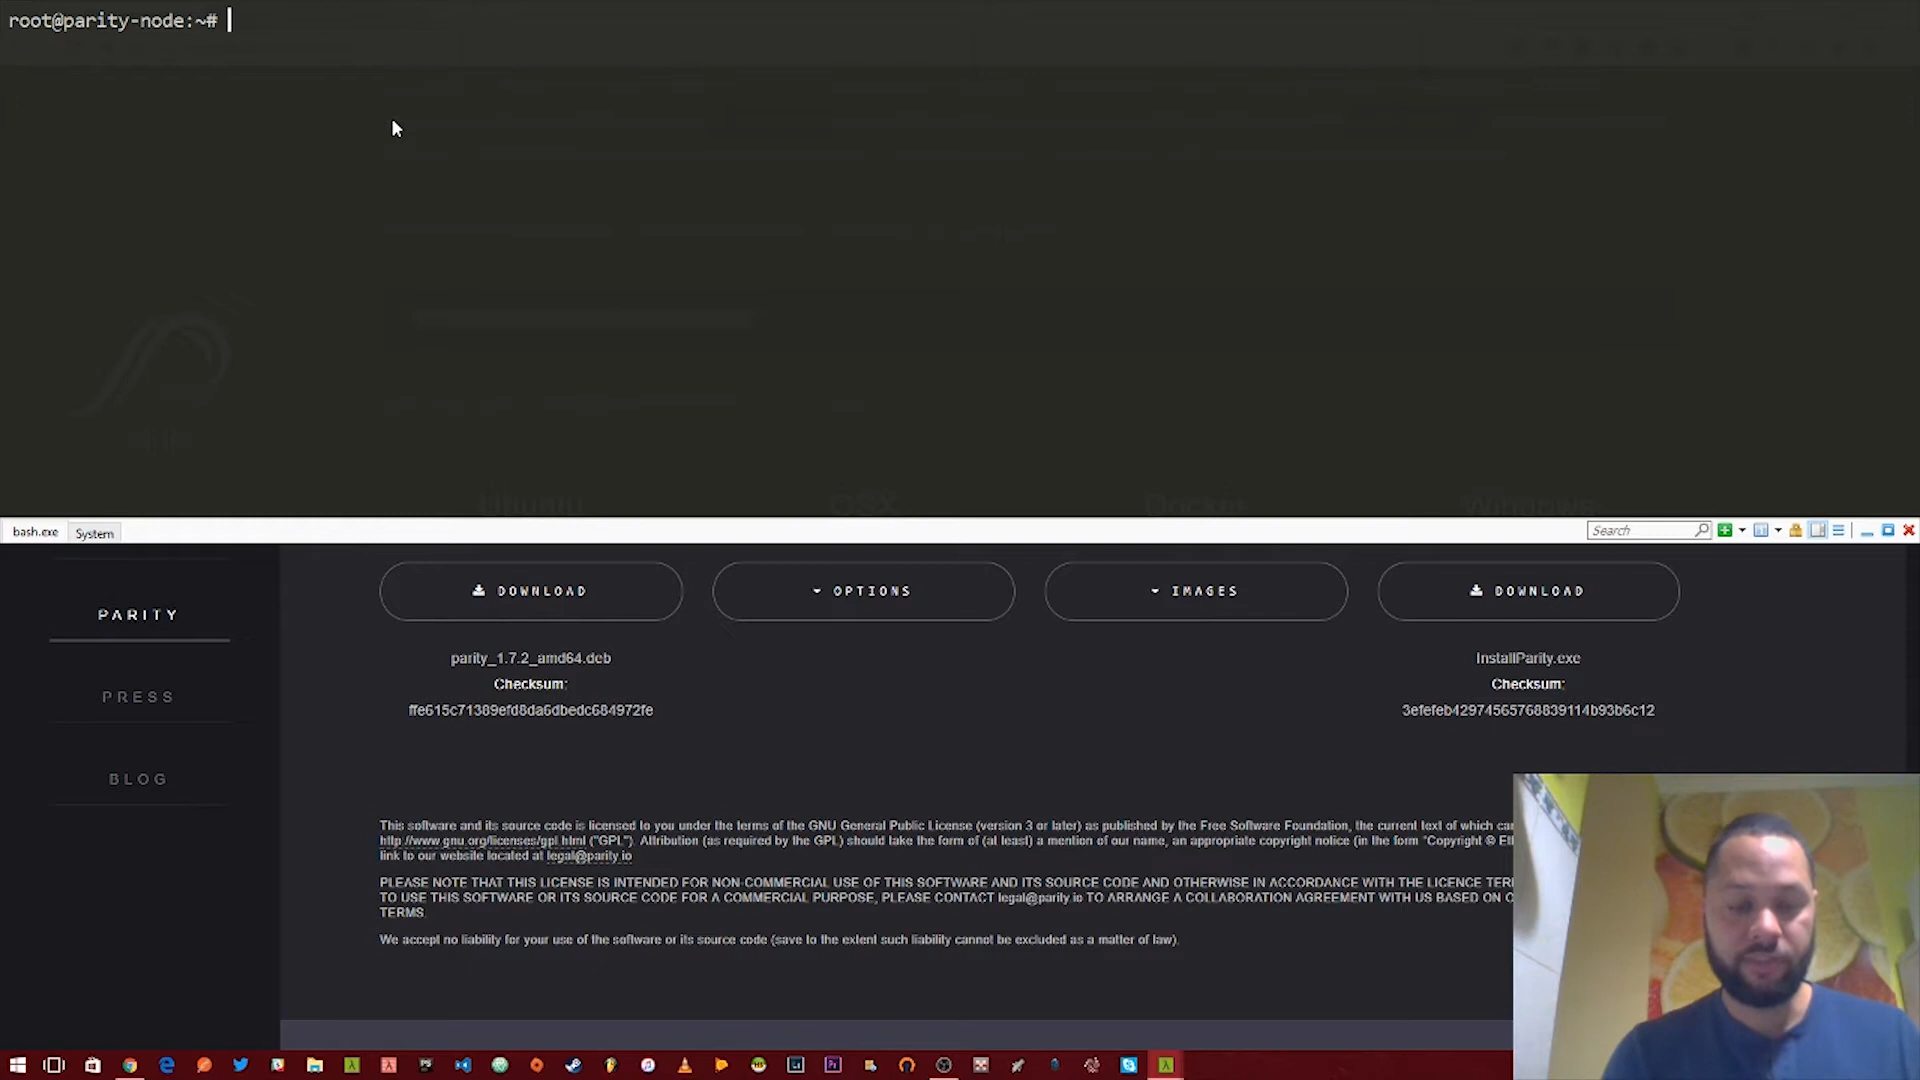 root@parity-node:~#
Ubuntu OSX Docker Windows
bash.exe System Search
DOWNLOAD OPTIONS IMAGES DOWNLOAD
PARITY
parity_1.7.2_amd64.deb InstallParity.exe
Checksum: Checksum:
ffe615c71389efd8da6dbedc684972fe 3efefeb42974565768839114b93b6c12
PRESS
BLOG
This software and its source code is licensed to you under the terms of the GNU General Public License (version 3 or later) as published by the Free Software Foundation, the current text of which
http://www.gnu.org/licenses/gpl.html ("GPL"). Attribution (as required by the GPL) should take the form of (at least) a mention of our name, an appropriate copyright notice (in the form "Copyright ©
link to our website located at legal@parity.io
PLEASE NOTE THAT THIS LICENSE IS INTENDED FOR NON-COMMERCIAL USE OF THIS SOFTWARE AND ITS SOURCE CODE AND OTHERWISE IN ACCORDANCE WITH THE LICENCE
TO USE THIS SOFTWARE OR ITS SOURCE CODE FOR A COMMERCIAL PURPOSE, PLEASE CONTACT legal@parity.io TO ARRANGE A COLLABORATION AGREEMENT WITH US BASED ON
TERMS.
We accept no liability for your use of the software or its source code (save to the extent such liability cannot be excluded as a matter of law).